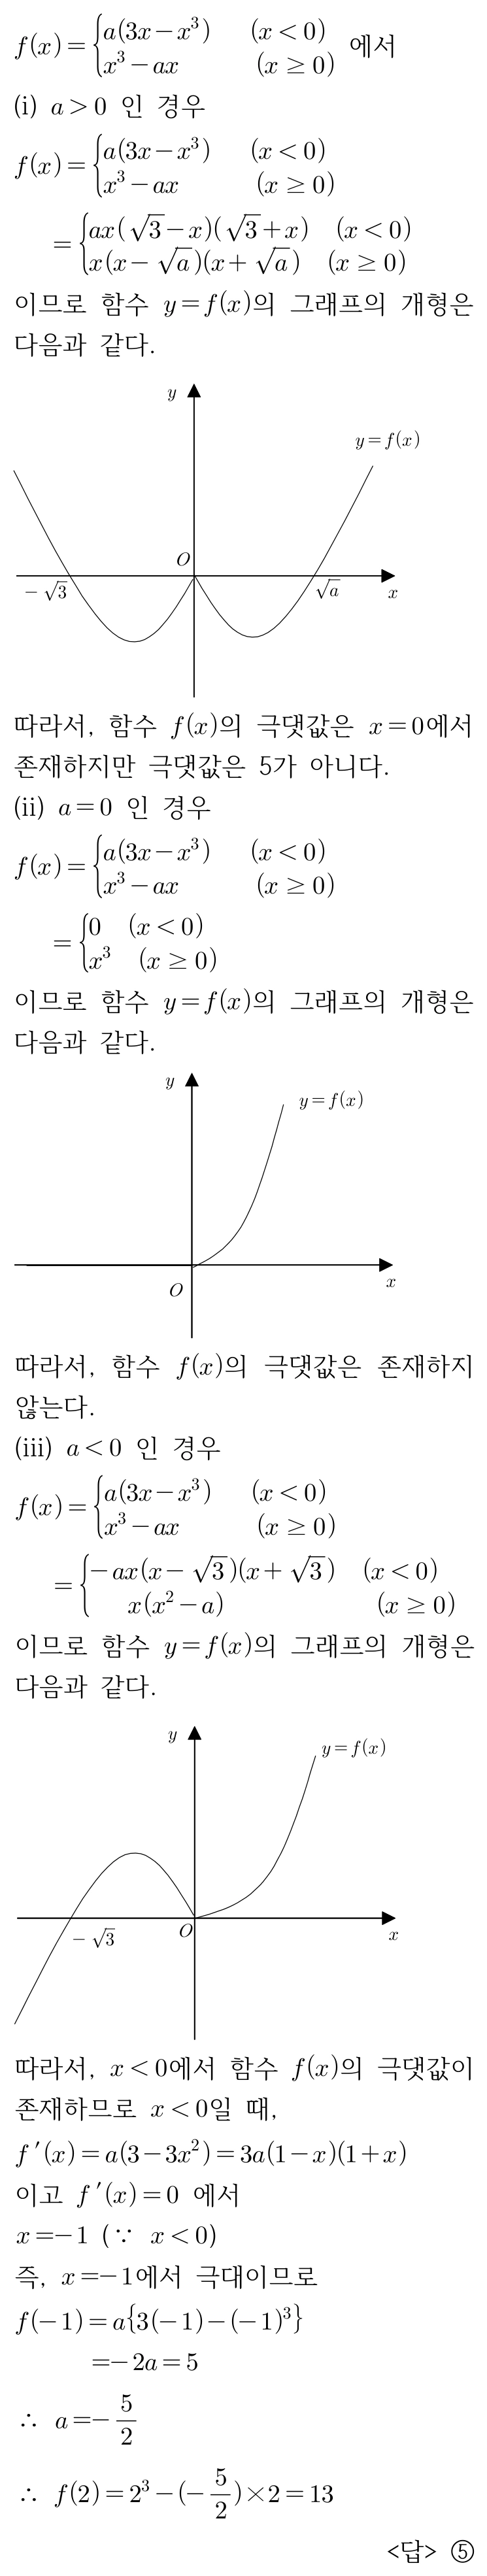 f(x) = { a(3x − x³) (x < 0) 에서
x³ − ax (x ≥ 0)
(i) a > 0 인 경우
f(x) = { a(3x − x³) (x < 0)
x³ − ax (x ≥ 0)
= { ax(√3 − x)(√3 + x) (x < 0)
x(x − √a)(x + √a) (x ≥ 0)
이므로 함수 y = f(x)의 그래프의 개형은
다음과 같다.
y
y = f(x)
O
−√3
√a
x
따라서, 함수 f(x)의 극댓값은 x = 0에서
존재하지만 극댓값은 5가 아니다.
(ii) a = 0 인 경우
f(x) = { a(3x − x³) (x < 0)
x³ − ax (x ≥ 0)
= { 0 (x < 0)
x³ (x ≥ 0)
이므로 함수 y = f(x)의 그래프의 개형은
다음과 같다.
y
y = f(x)
O
x
따라서, 함수 f(x)의 극댓값은 존재하지
않는다.
(iii) a < 0 인 경우
f(x) = { a(3x − x³) (x < 0)
x³ − ax (x ≥ 0)
= { −ax(x − √3)(x + √3) (x < 0)
x(x² − a) (x ≥ 0)
이므로 함수 y = f(x)의 그래프의 개형은
다음과 같다.
y
y = f(x)
−√3
O
x
따라서, x < 0에서 함수 f(x)의 극댓값이
존재하므로 x < 0일 때,
f ′(x) = a(3 − 3x²) = 3a(1 − x)(1 + x)
이고 f ′(x) = 0 에서
x = −1 (∵ x < 0)
즉, x = −1에서 극대이므로
f(−1) = a{3(−1) − (−1)³}
= −2a = 5
∴ a = −5/2
∴ f(2) = 2³ − (−5/2) × 2 = 13
<답> ⑤